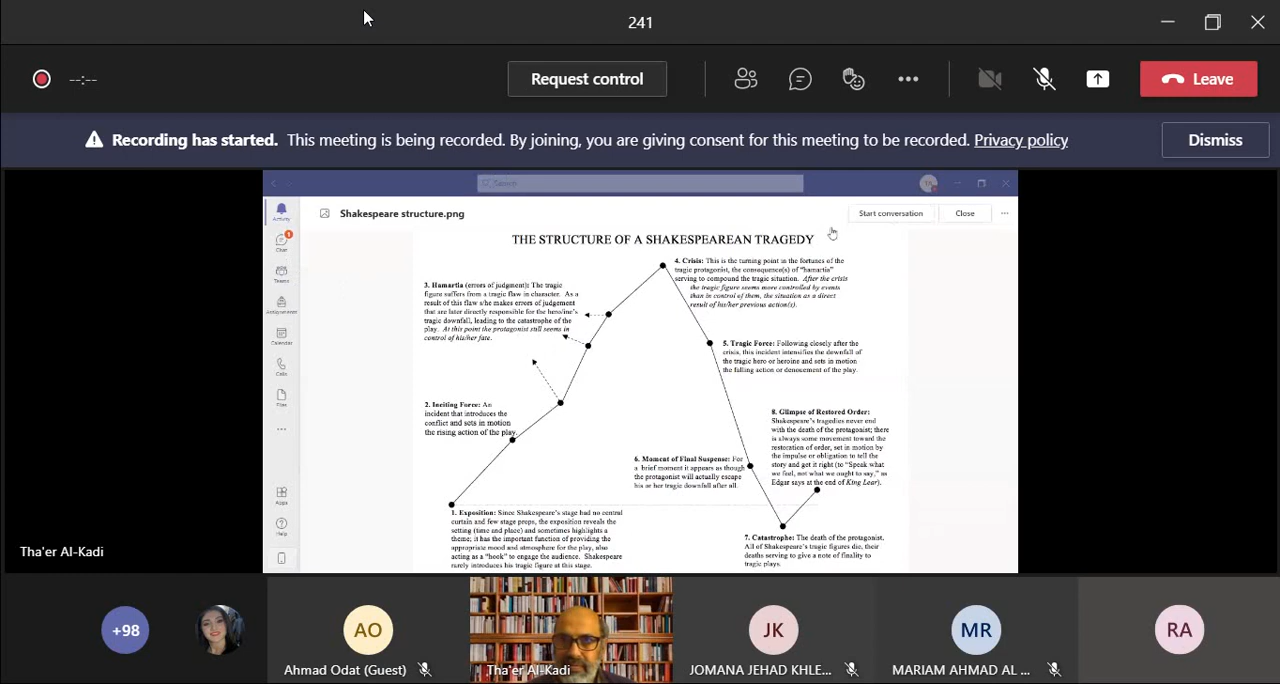 241
--:--
Request control
Leave
Recording has started. This meeting is being recorded. By joining, you are giving consent for this meeting to be recorded. Privacy policy
Dismiss
Search
Activity
Chat
Teams
Assignments
Calendar
Calls
Files
Apps
Help
Shakespeare structure.png
Start conversation
Close
THE STRUCTURE OF A SHAKESPEAREAN TRAGEDY
4. Crisis: This is the turning point in the fortunes of the
tragic protagonist, the consequence(s) of "hamartia"
serving to compound the tragic situation. After the crisis
the tragic figure seems more controlled by events
than in control of them, the situation as a direct
result of his/her previous action(s).
3. Hamartia (errors of judgment): The tragic
figure suffers from a tragic flaw in character. As a
result of this flaw s/he makes errors of judgement
that are later directly responsible for the hero/ine's
tragic downfall, leading to the catastrophe of the
play. At this point the protagonist still seems in
control of his/her fate.
5. Tragic Force: Following closely after the
crisis, this incident intensifies the downfall of
the tragic hero or heroine and sets in motion
the falling action or denouement of the play.
2. Inciting Force: An
incident that introduces the
conflict and sets in motion
the rising action of the play.
8. Glimpse of Restored Order:
Shakespeare's tragedies never end
with the death of the protagonist; there
is always some movement toward the
restoration of order, set in motion by
the impulse or obligation to tell the
story and get it right (to "Speak what
we feel, not what we ought to say," as
Edgar says at the end of King Lear).
6. Moment of Final Suspense: For
a brief moment it appears as though
the protagonist will actually escape
his or her tragic downfall after all.
1. Exposition: Since Shakespeare's stage had no central
curtain and few stage props, the exposition reveals the
setting (time and place) and sometimes highlights a
theme; it has the important function of providing the
appropriate mood and atmosphere for the play, also
acting as a "hook" to engage the audience. Shakespeare
rarely introduces his tragic figure at this stage.
7. Catastrophe: The death of the protagonist.
All of Shakespeare's tragic figures die, their
deaths serving to give a note of finality to
tragic plays.
Tha'er Al-Kadi
+98
AO
Ahmad Odat (Guest)
Tha'er Al-Kadi
JK
JOMANA JEHAD KHLE...
MR
MARIAM AHMAD AL ...
RA